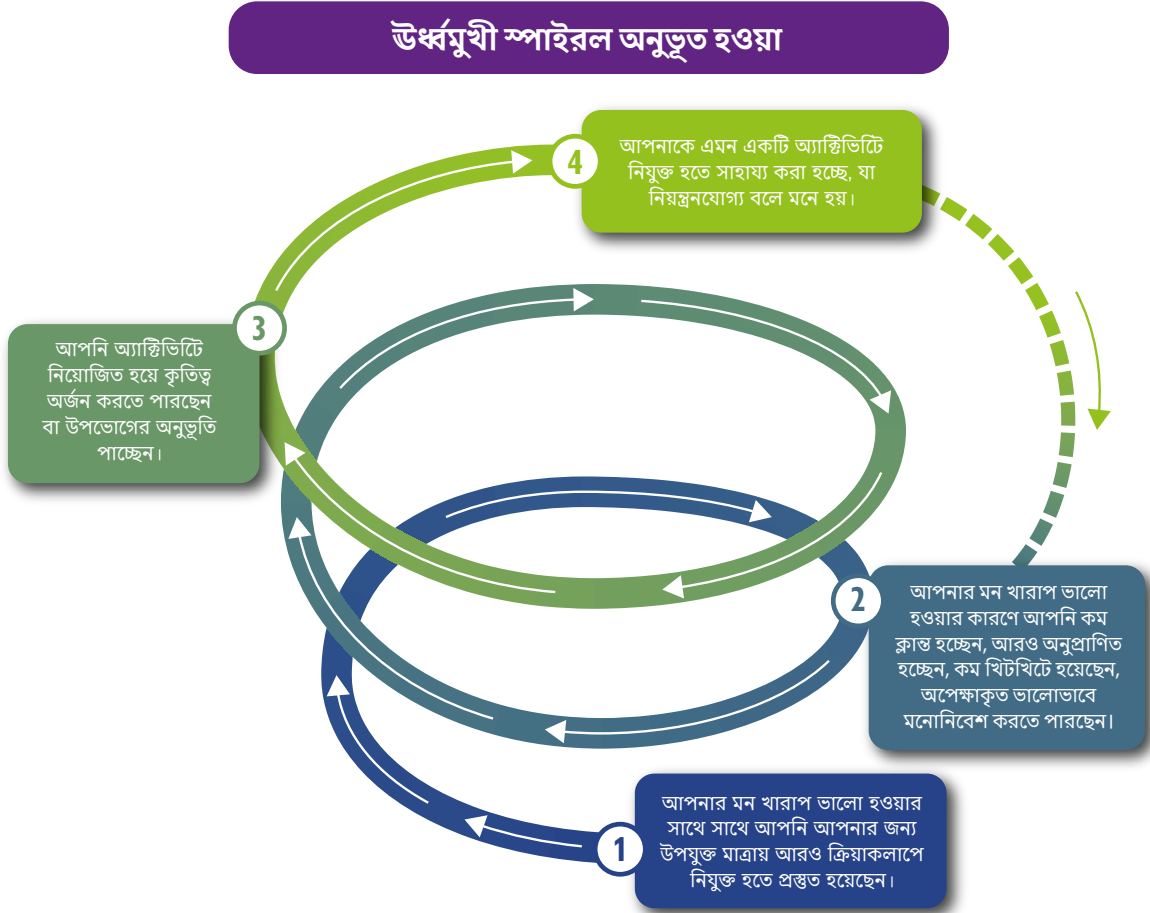 ঊর্ধ্বমুখী স্পাইরল অনুভূত হওয়া
4
আপনাকে এমন একটি অ্যাক্টিভিটিতে
নিযুক্ত হতে সাহায্য করা হচ্ছে, যা
নিয়ন্ত্রনযোগ্য বলে মনে হয়।
3
আপনি অ্যাক্টিভিটিতে
নিয়োজিত হয়ে কৃতিত্ব
অর্জন করতে পারছেন
বা উপভোগের অনুভূতি
পাচ্ছেন।
2
আপনার মন খারাপ ভালো
হওয়ার কারণে আপনি কম
ক্লান্ত হচ্ছেন, আরও অনুপ্রাণিত
হচ্ছেন, কম খিটখিটে হয়েছেন,
অপেক্ষাকৃত ভালোভাবে
মনোনিবেশ করতে পারছেন।
1
আপনার মন খারাপ ভালো হওয়ার
সাথে সাথে আপনি আপনার জন্য
উপযুক্ত মাত্রায় আরও ক্রিয়াকলাপে
নিযুক্ত হতে প্রস্তুত হয়েছেন।